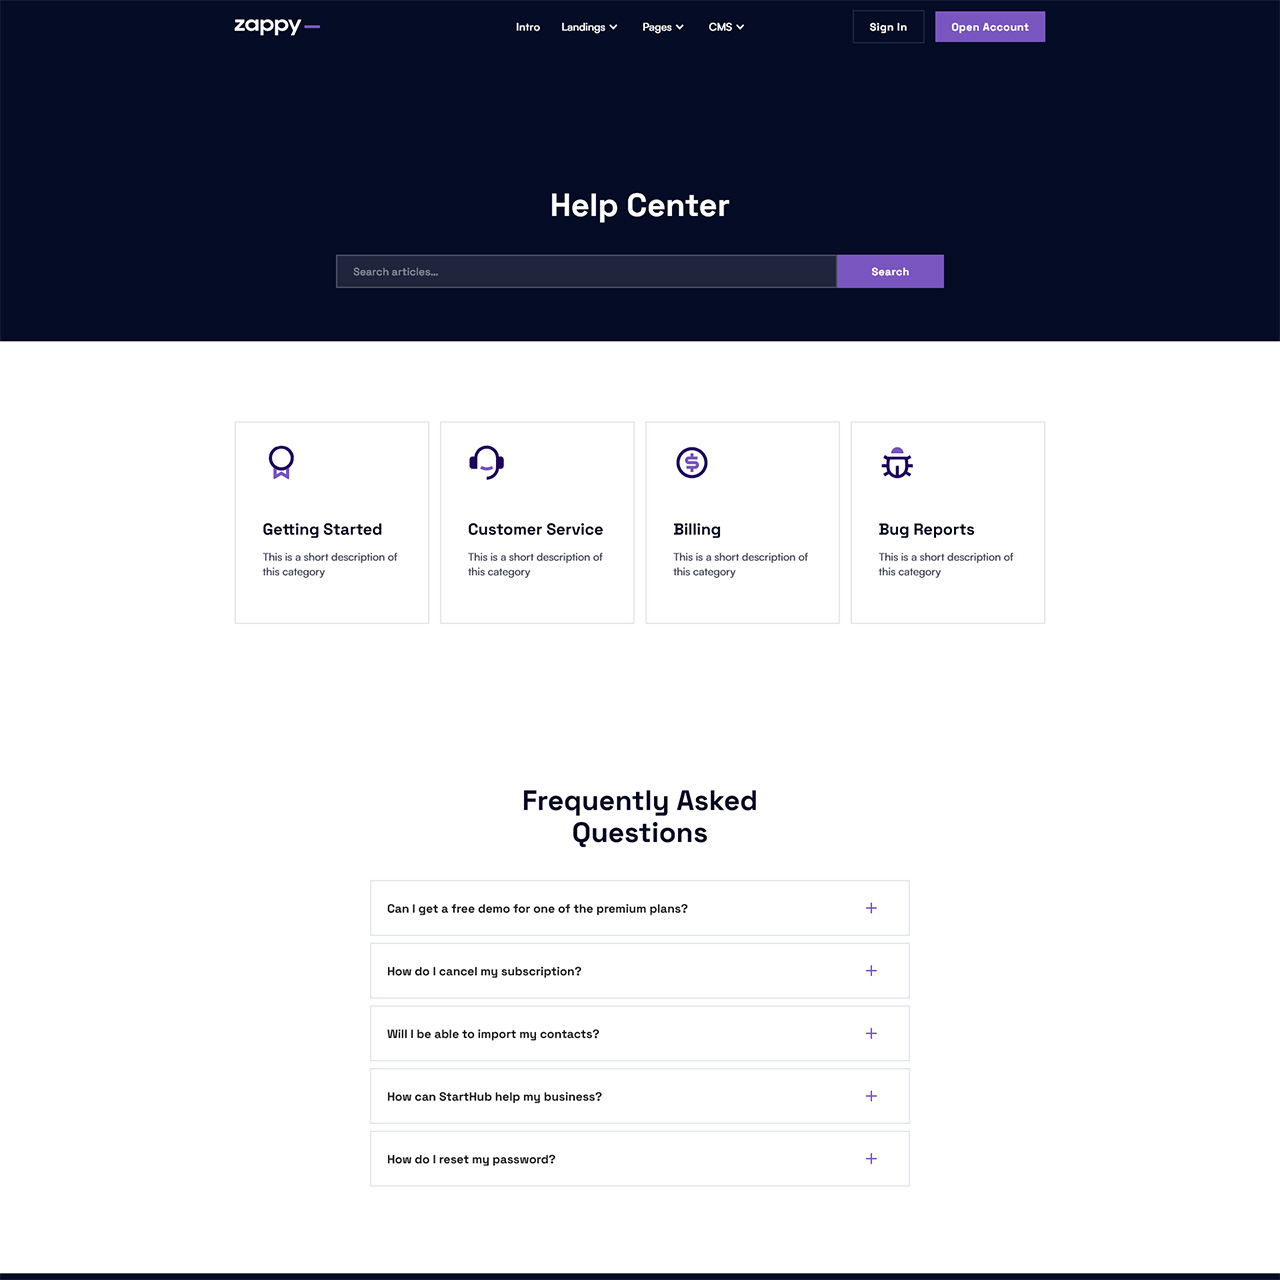 zappy
Intro
Landings
Pages
CMS
Sign In
Open Account
Help Center
Search articles...
Search
Getting Started
This is a short description of
this category
Customer Service
This is a short description of
this category
Billing
This is a short description of
this category
Bug Reports
This is a short description of
this category
Frequently Asked
Questions
Can I get a free demo for one of the premium plans?
How do I cancel my subscription?
Will I be able to import my contacts?
How can StartHub help my business?
How do I reset my password?